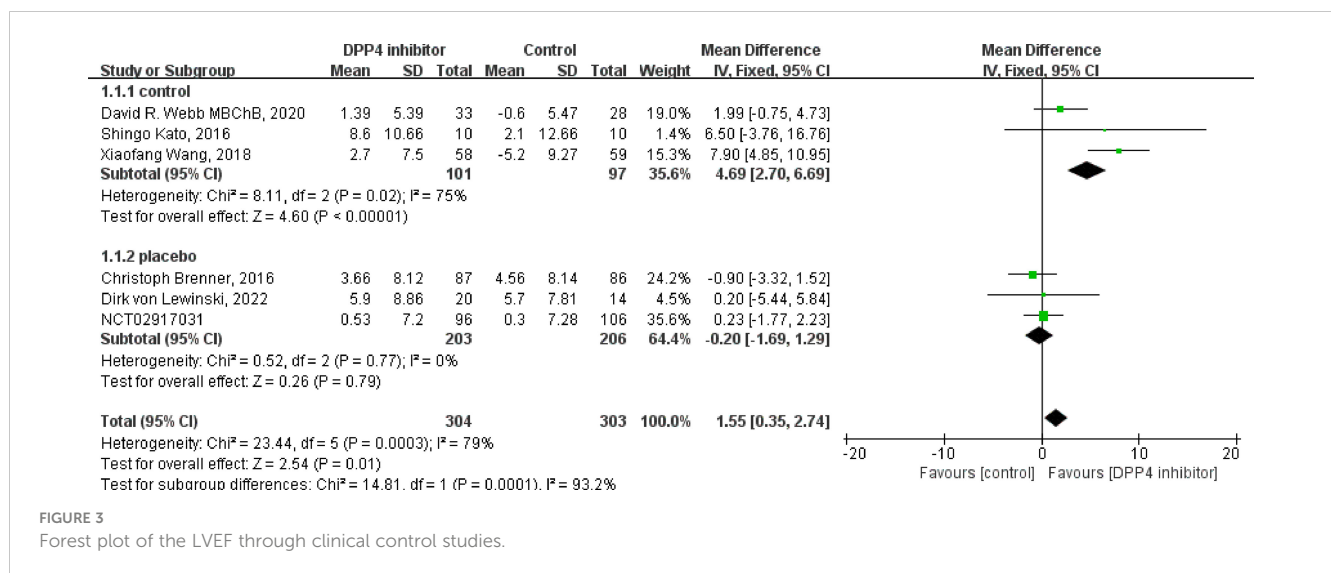 DPP4 inhibitor Control Mean Difference Mean Difference
Study or Subgroup Mean SD Total Mean SD Total Weight IV, Fixed, 95% CI IV, Fixed, 95% CI
1.1.1 control
David R. Webb MBChB, 2020 1.39 5.39 33 -0.6 5.47 28 19.0% 1.99 [-0.75, 4.73]
Shingo Kato, 2016 8.6 10.66 10 2.1 12.66 10 1.4% 6.50 [-3.76, 16.76]
Xiaofang Wang, 2018 2.7 7.5 58 -5.2 9.27 59 15.3% 7.90 [4.85, 10.95]
Subtotal (95% CI) 101 97 35.6% 4.69 [2.70, 6.69]
Heterogeneity: Chi² = 8.11, df = 2 (P = 0.02); I² = 75%
Test for overall effect: Z = 4.60 (P < 0.00001)
1.1.2 placebo
Christoph Brenner, 2016 3.66 8.12 87 4.56 8.14 86 24.2% -0.90 [-3.32, 1.52]
Dirk von Lewinski, 2022 5.9 8.86 20 5.7 7.81 14 4.5% 0.20 [-5.44, 5.84]
NCT02917031 0.53 7.2 96 0.3 7.28 106 35.6% 0.23 [-1.77, 2.23]
Subtotal (95% CI) 203 206 64.4% -0.20 [-1.69, 1.29]
Heterogeneity: Chi² = 0.52, df = 2 (P = 0.77); I² = 0%
Test for overall effect: Z = 0.26 (P = 0.79)
Total (95% CI) 304 303 100.0% 1.55 [0.35, 2.74]
Heterogeneity: Chi² = 23.44, df = 5 (P = 0.0003); I² = 79%
Test for overall effect: Z = 2.54 (P = 0.01)
Test for subgroup differences: Chi² = 14.81, df = 1 (P = 0.0001), I² = 93.2%
-20 -10 0 10 20
Favours [control] Favours [DPP4 inhibitor]
FIGURE 3
Forest plot of the LVEF through clinical control studies.